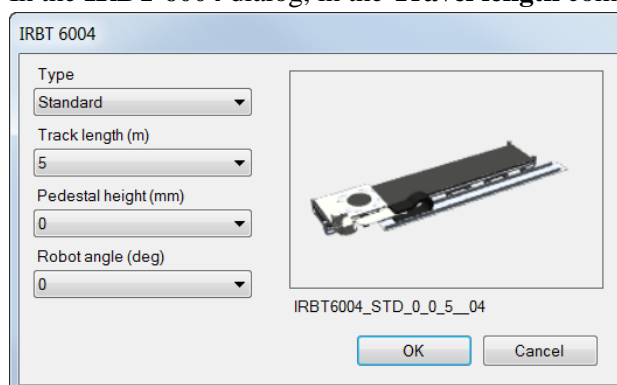 IRBT 6004
Type
Standard
Track length (m)
5
Pedestal height (mm)
0
Robot angle (deg)
0
IRBT6004_STD_0_0_5__04
OK
Cancel